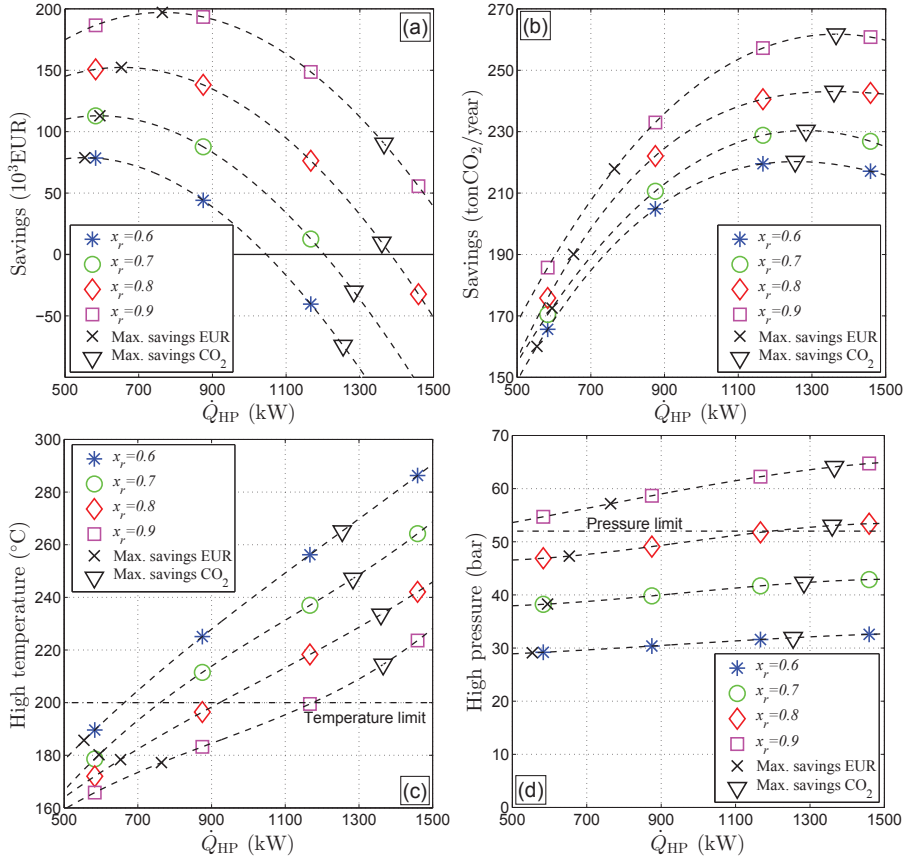 (a)
Savings (10³EUR)
200
150
100
50
0
−50
x_r=0.6
x_r=0.7
x_r=0.8
x_r=0.9
Max. savings EUR
Max. savings CO₂
500 700 900 1100 1300 1500
Q̇_HP (kW)
(b)
Savings (tonCO₂/year)
270
250
230
210
190
170
150
x_r=0.6
x_r=0.7
x_r=0.8
x_r=0.9
Max. savings EUR
Max. savings CO₂
500 700 900 1100 1300 1500
Q̇_HP (kW)
High temperature (°C)
300
280
260
240
220
200
180
160
x_r=0.6
x_r=0.7
x_r=0.8
x_r=0.9
Max. savings EUR
Max. savings CO₂
Temperature limit
(c)
500 700 900 1100 1300 1500
Q̇_HP (kW)
High pressure (bar)
70
60
50
40
30
20
10
0
Pressure limit
x_r=0.6
x_r=0.7
x_r=0.8
x_r=0.9
Max. savings EUR
Max. savings CO₂
(d)
500 700 900 1100 1300 1500
Q̇_HP (kW)